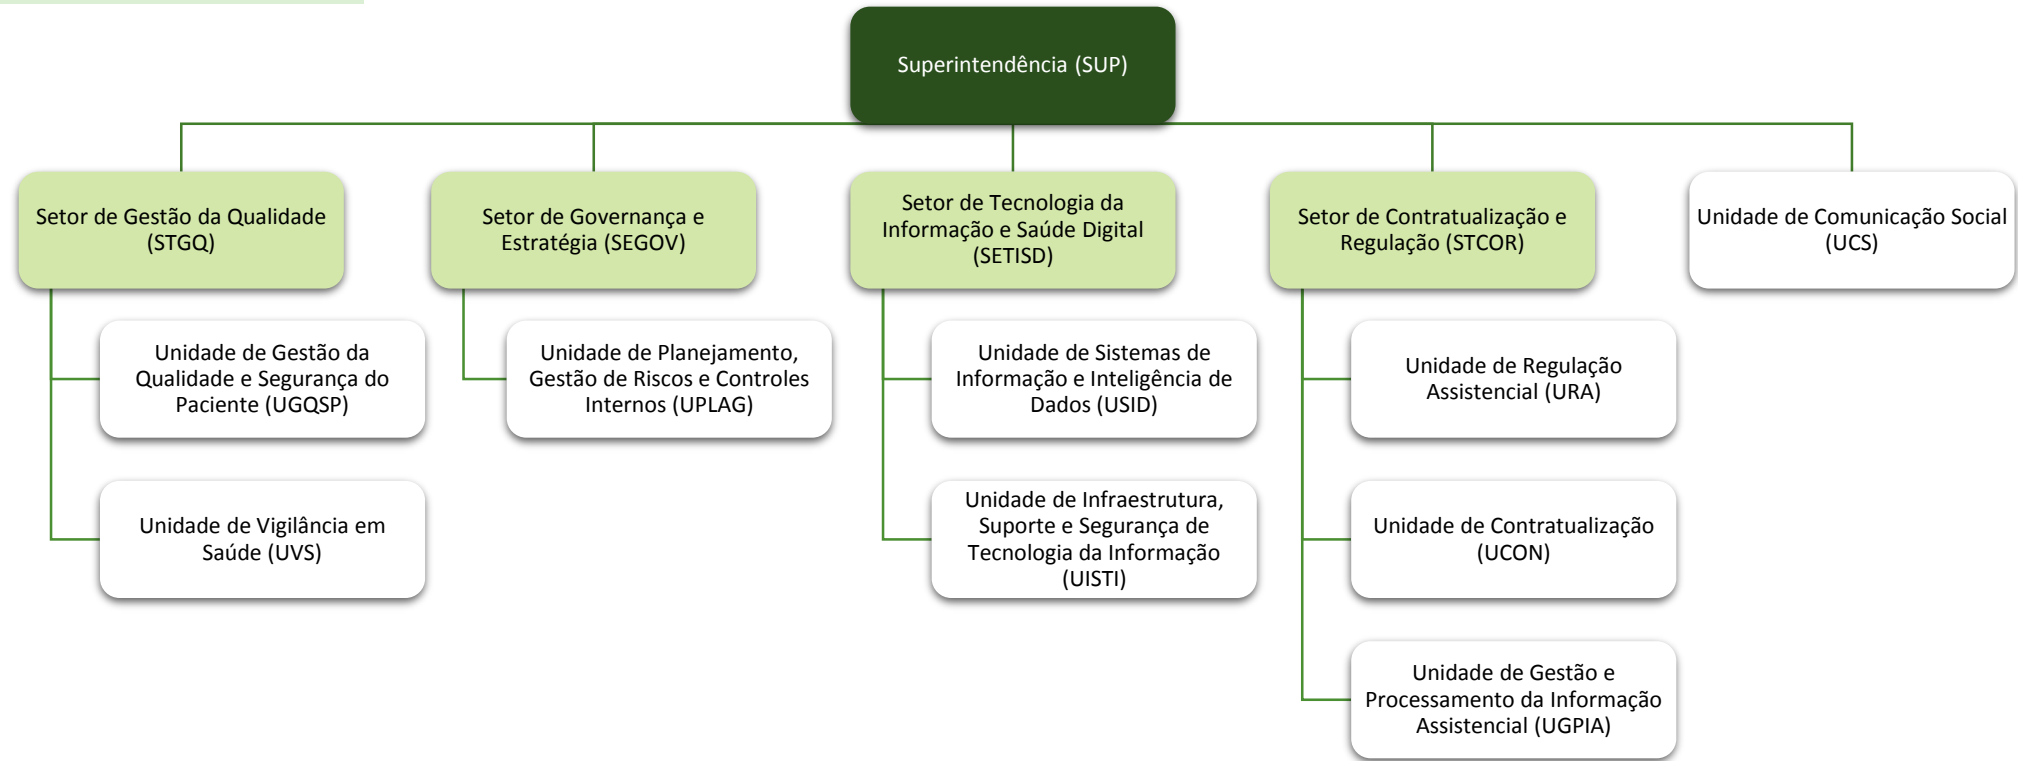 Superintendência (SUP)
Setor de Gestão da Qualidade
(STGQ)
Setor de Governança e
Estratégia (SEGOV)
Setor de Tecnologia da
Informação e Saúde Digital
(SETISD)
Setor de Contratualização e
Regulação (STCOR)
Unidade de Comunicação Social
(UCS)
Unidade de Gestão da
Qualidade e Segurança do
Paciente (UGQSP)
Unidade de Planejamento,
Gestão de Riscos e Controles
Internos (UPLAG)
Unidade de Sistemas de
Informação e Inteligência de
Dados (USID)
Unidade de Regulação
Assistencial (URA)
Unidade de Vigilância em
Saúde (UVS)
Unidade de Infraestrutura,
Suporte e Segurança de
Tecnologia da Informação
(UISTI)
Unidade de Contratualização
(UCON)
Unidade de Gestão e
Processamento da Informação
Assistencial (UGPIA)